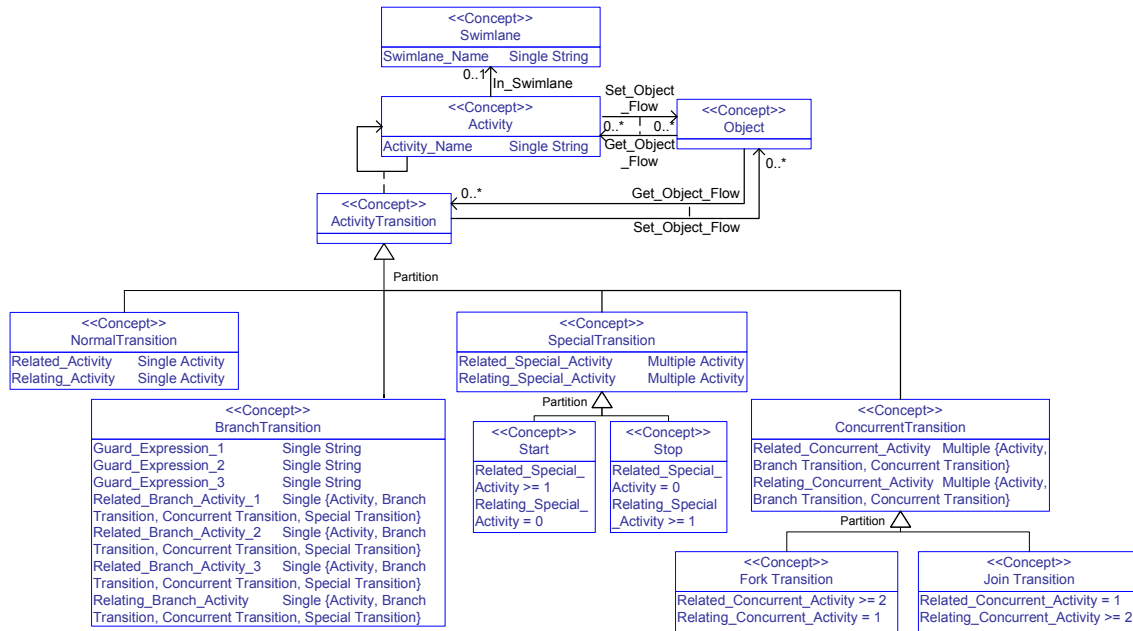 <<Concept>>
Swimlane
Swimlane_Name Single String
0..1
In_Swimlane
<<Concept>>
Activity
Activity_Name Single String
Set_Object
_Flow
0..* 0..*
Get_Object
_Flow
<<Concept>>
Object
0..*
0..*
Get_Object_Flow
Set_Object_Flow
<<Concept>>
ActivityTransition
Partition
<<Concept>>
NormalTransition
Related_Activity Single Activity
Relating_Activity Single Activity
<<Concept>>
SpecialTransition
Related_Special_Activity Multiple Activity
Relating_Special_Activity Multiple Activity
Partition
<<Concept>>
BranchTransition
Guard_Expression_1 Single String
Guard_Expression_2 Single String
Guard_Expression_3 Single String
Related_Branch_Activity_1 Single {Activity, Branch
Transition, Concurrent Transition, Special Transition}
Related_Branch_Activity_2 Single {Activity, Branch
Transition, Concurrent Transition, Special Transition}
Related_Branch_Activity_3 Single {Activity, Branch
Transition, Concurrent Transition, Special Transition}
Relating_Branch_Activity Single {Activity, Branch
Transition, Concurrent Transition, Special Transition}
<<Concept>>
Start
Related_Special_
Activity >= 1
Relating_Special_
Activity = 0
<<Concept>>
Stop
Related_Special_
Activity = 0
Relating_Special
_Activity >= 1
<<Concept>>
ConcurrentTransition
Related_Concurrent_Activity Multiple {Activity,
Branch Transition, Concurrent Transition}
Relating_Concurrent_Activity Multiple {Activity,
Branch Transition, Concurrent Transition}
Partition
<<Concept>>
Fork Transition
Related_Concurrent_Activity >= 2
Relating_Concurrent_Activity = 1
<<Concept>>
Join Transition
Related_Concurrent_Activity = 1
Relating_Concurrent_Activity >= 2